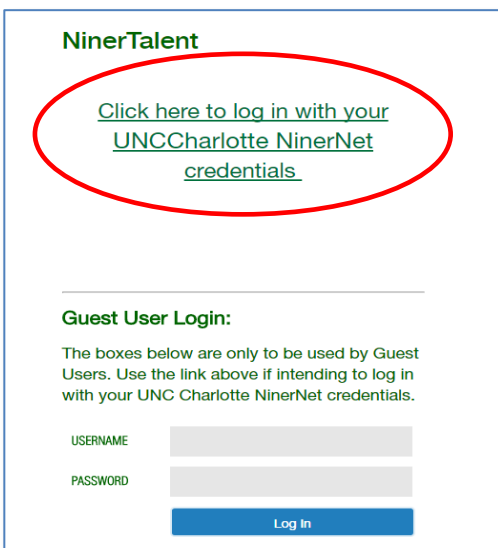 NinerTalent
Click here to log in with your
UNCCharlotte NinerNet
credentials
Guest User Login:
The boxes below are only to be used by Guest
Users. Use the link above if intending to log in
with your UNC Charlotte NinerNet credentials.
USERNAME
PASSWORD
Log In